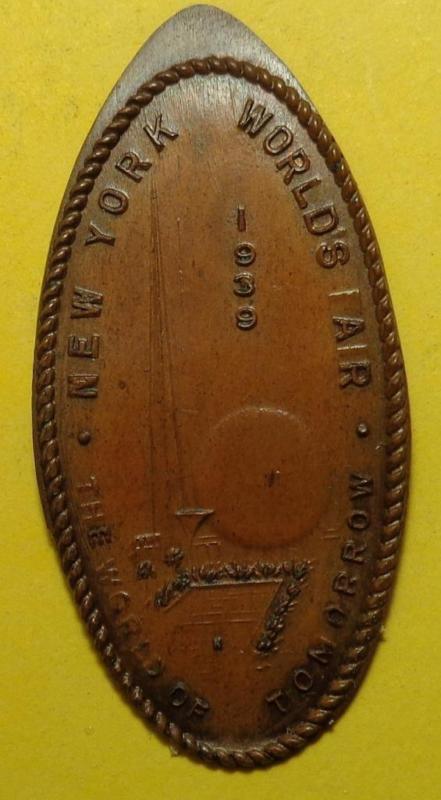 NEW YORK WORLD'S FAIR
1939
THE WORLD OF TOMORROW